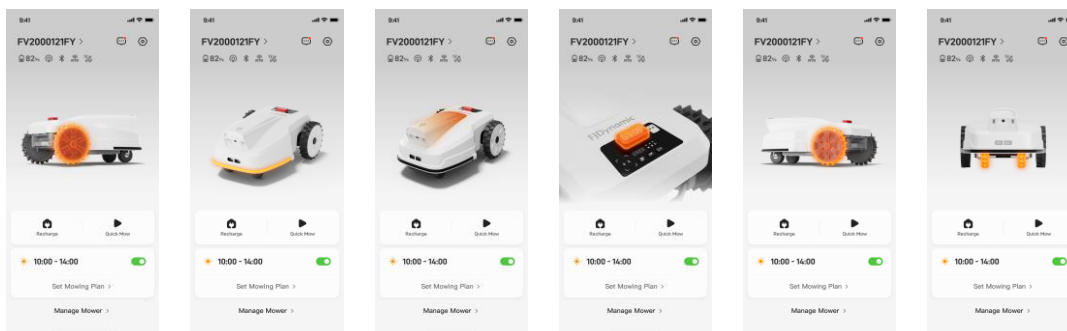 9:41
FV2000121FY >
82%
Recharge
Quick Mow
10:00 - 14:00
Set Mowing Plan >
Manage Mower >
9:41
FV2000121FY >
82%
Recharge
Quick Mow
10:00 - 14:00
Set Mowing Plan >
Manage Mower >
9:41
FV2000121FY >
82%
Recharge
Quick Mow
10:00 - 14:00
Set Mowing Plan >
Manage Mower >
9:41
FV2000121FY >
82%
FJDynamic
Recharge
Quick Mow
10:00 - 14:00
Set Mowing Plan >
Manage Mower >
9:41
FV2000121FY >
82%
Recharge
Quick Mow
10:00 - 14:00
Set Mowing Plan >
Manage Mower >
9:41
FV2000121FY >
82%
Recharge
Quick Mow
10:00 - 14:00
Set Mowing Plan >
Manage Mower >